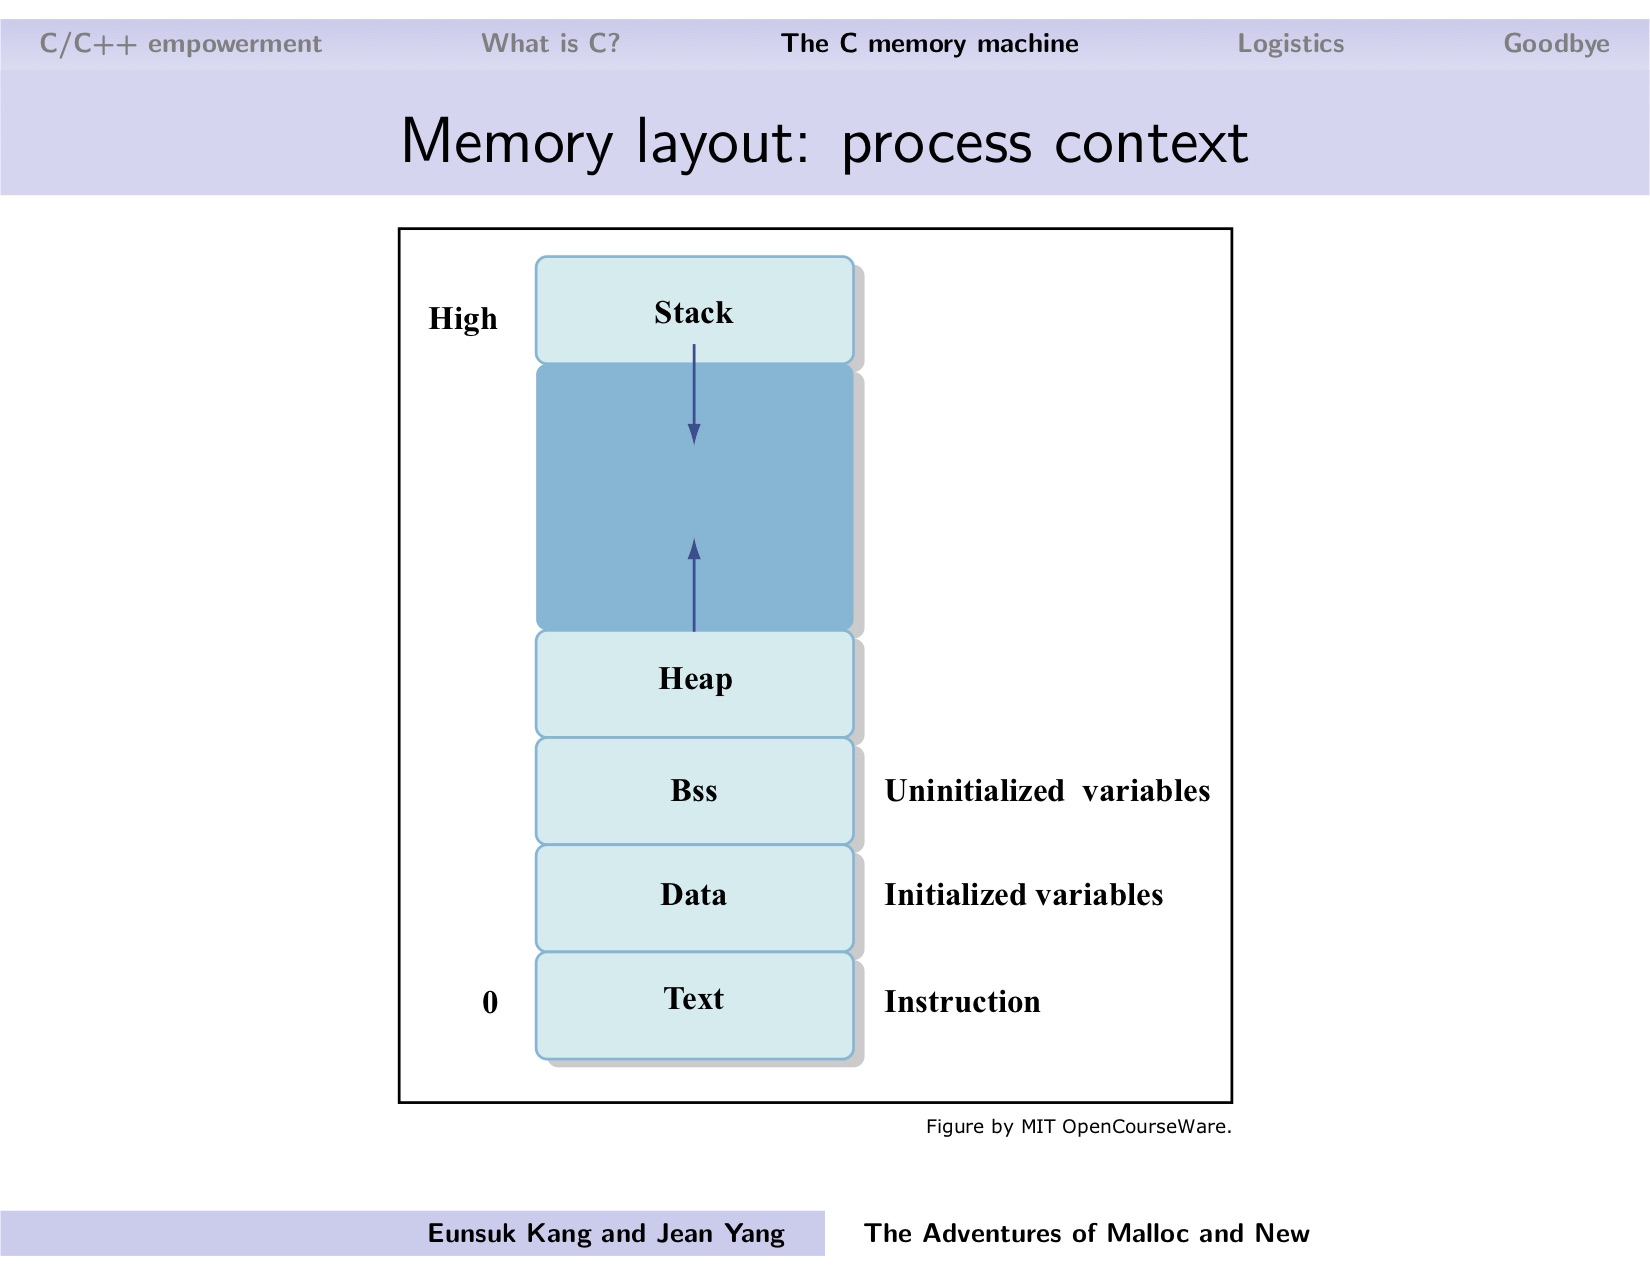 C/C++ empowerment What is C? The C memory machine Logistics Goodbye
Memory layout: process context
High
Stack
Heap
Bss
Uninitialized variables
Data
Initialized variables
0
Text
Instruction
Figure by MIT OpenCourseWare.
Eunsuk Kang and Jean Yang
The Adventures of Malloc and New